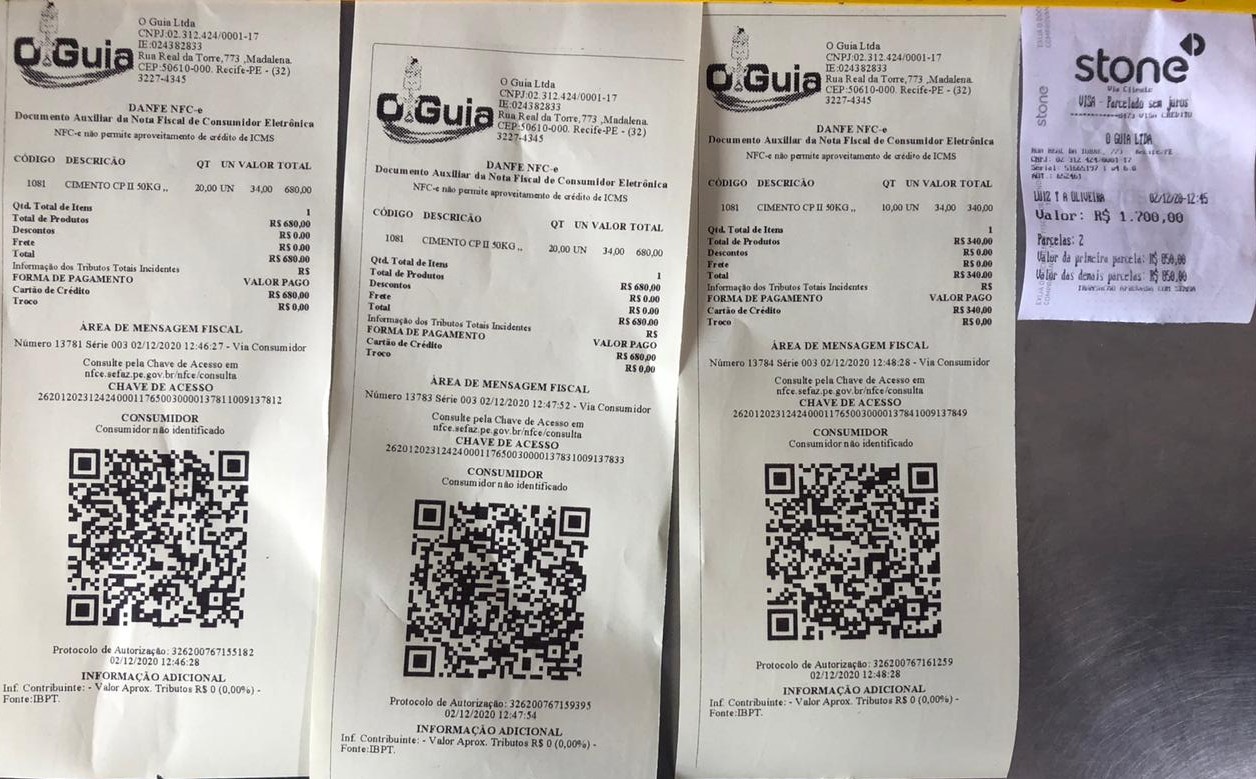 O Guia
O Guia Ltda
CNPJ:02.312.424/0001-17
IE:024382833
Rua Real da Torre,773 ,Madalena.
CEP:50610-000. Recife-PE - (32)
3227-4345
DANFE NFC-e
Documento Auxiliar da Nota Fiscal de Consumidor Eletrônica
NFC-e não permite aproveitamento de crédito de ICMS
CÓDIGO DESCRICÃO QT UN VALOR TOTAL
1081 CIMENTO CP II 50KG ,, 20,00 UN 34,00 680,00
Qtd. Total de Itens 1
Total de Produtos R$ 680,00
Descontos R$ 0.00
Frete R$ 0.00
Total R$ 680.00
Informação dos Tributos Totais Incidentes R$
FORMA DE PAGAMENTO VALOR PAGO
Cartão de Crédito R$ 680,00
Troco R$ 0,00
ÁREA DE MENSAGEM FISCAL
Número 13781 Série 003 02/12/2020 12:46:27 - Via Consumidor
Consulte pela Chave de Acesso em
nfce.sefaz.pe.gov.br/nfce/consulta
CHAVE DE ACESSO
26201202312424000117650030000137811009137812
CONSUMIDOR
Consumidor não identificado
Protocolo de Autorização: 326200767155182
02/12/2020 12:46:28
INFORMAÇÃO ADICIONAL
Inf. Contribuinte: - Valor Aprox. Tributos R$ 0 (0,00%) -
Fonte:IBPT.
O Guia
O Guia Ltda
CNPJ:02.312.424/0001-17
IE:024382833
Rua Real da Torre,773 ,Madalena.
CEP:50610-000. Recife-PE - (32)
3227-4345
DANFE NFC-e
Documento Auxiliar da Nota Fiscal de Consumidor Eletrônica
NFC-e não permite aproveitamento de crédito de ICMS
CÓDIGO DESCRICÃO QT UN VALOR TOTAL
1081 CIMENTO CP II 50KG ,, 20,00 UN 34,00 680,00
Qtd. Total de Itens 1
Total de Produtos R$ 680,00
Descontos R$ 0.00
Frete R$ 0.00
Total R$ 680.00
Informação dos Tributos Totais Incidentes R$
FORMA DE PAGAMENTO VALOR PAGO
Cartão de Crédito R$ 680,00
Troco R$ 0,00
ÁREA DE MENSAGEM FISCAL
Número 13783 Série 003 02/12/2020 12:47:52 - Via Consumidor
Consulte pela Chave de Acesso em
nfce.sefaz.pe.gov.br/nfce/consulta
CHAVE DE ACESSO
26201202312424000117650030000137831009137833
CONSUMIDOR
Consumidor não identificado
Protocolo de Autorização: 326200767159395
02/12/2020 12:47:54
INFORMAÇÃO ADICIONAL
Inf. Contribuinte: - Valor Aprox. Tributos R$ 0 (0,00%) -
Fonte:IBPT.
O Guia
O Guia Ltda
CNPJ:02.312.424/0001-17
IE:024382833
Rua Real da Torre,773 ,Madalena.
CEP:50610-000. Recife-PE - (32)
3227-4345
DANFE NFC-e
Documento Auxiliar da Nota Fiscal de Consumidor Eletrônica
NFC-e não permite aproveitamento de crédito de ICMS
CÓDIGO DESCRICÃO QT UN VALOR TOTAL
1081 CIMENTO CP II 50KG ,, 10,00 UN 34,00 340,00
Qtd. Total de Itens 1
Total de Produtos R$ 340,00
Descontos R$ 0.00
Frete R$ 0.00
Total R$ 340.00
Informação dos Tributos Totais Incidentes R$
FORMA DE PAGAMENTO VALOR PAGO
Cartão de Crédito R$ 340,00
Troco R$ 0,00
ÁREA DE MENSAGEM FISCAL
Número 13784 Série 003 02/12/2020 12:48:28 - Via Consumidor
Consulte pela Chave de Acesso em
nfce.sefaz.pe.gov.br/nfce/consulta
CHAVE DE ACESSO
26201202312424000117650030000137841009137849
CONSUMIDOR
Consumidor não identificado
Protocolo de Autorização: 326200767161259
02/12/2020 12:48:28
INFORMAÇÃO ADICIONAL
Inf. Contribuinte: - Valor Aprox. Tributos R$ 0 (0,00%) -
Fonte:IBPT.
stone
stone
Via Cliente
VISA - Parcelado sem juros
VISA CRÉDITO
O GUIA LTDA
LUIZ T A OLIVEIRA 02/12/20-12:45
Valor: R$ 1.700,00
Parcelas: 2
Valor da primeira parcela: R$ 850,00
Valor das demais parcelas: R$ 850,00
TRANSAÇÃO APROVADA COM SENHA